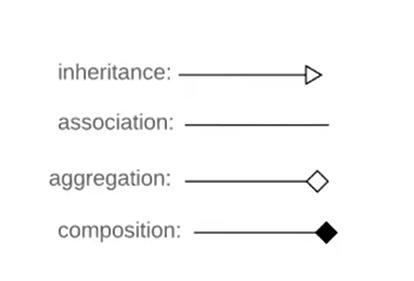 inheritance:
association:
aggregation:
composition: